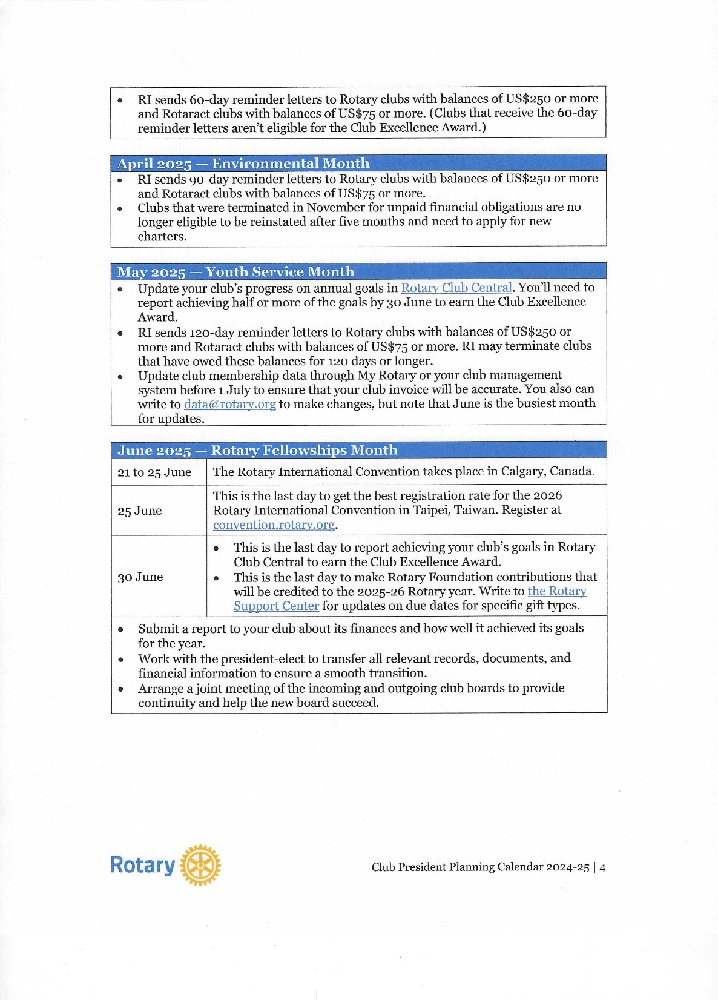 • RI sends 60-day reminder letters to Rotary clubs with balances of US$250 or more
and Rotaract clubs with balances of US$75 or more. (Clubs that receive the 60-day
reminder letters aren't eligible for the Club Excellence Award.)
April 2025 — Environmental Month
• RI sends 90-day reminder letters to Rotary clubs with balances of US$250 or more
and Rotaract clubs with balances of US$75 or more.
• Clubs that were terminated in November for unpaid financial obligations are no
longer eligible to be reinstated after five months and need to apply for new
charters.
May 2025 — Youth Service Month
• Update your club's progress on annual goals in Rotary Club Central. You'll need to
report achieving half or more of the goals by 30 June to earn the Club Excellence
Award.
• RI sends 120-day reminder letters to Rotary clubs with balances of US$250 or
more and Rotaract clubs with balances of US$75 or more. RI may terminate clubs
that have owed these balances for 120 days or longer.
• Update club membership data through My Rotary or your club management
system before 1 July to ensure that your club invoice will be accurate. You also can
write to data@rotary.org to make changes, but note that June is the busiest month
for updates.
June 2025 — Rotary Fellowships Month
21 to 25 June The Rotary International Convention takes place in Calgary, Canada.
25 June
This is the last day to get the best registration rate for the 2026
Rotary International Convention in Taipei, Taiwan. Register at
convention.rotary.org.
30 June
• This is the last day to report achieving your club's goals in Rotary
Club Central to earn the Club Excellence Award.
• This is the last day to make Rotary Foundation contributions that
will be credited to the 2025-26 Rotary year. Write to the Rotary
Support Center for updates on due dates for specific gift types.
• Submit a report to your club about its finances and how well it achieved its goals
for the year.
• Work with the president-elect to transfer all relevant records, documents, and
financial information to ensure a smooth transition.
• Arrange a joint meeting of the incoming and outgoing club boards to provide
continuity and help the new board succeed.
Rotary
Club President Planning Calendar 2024-25 | 4